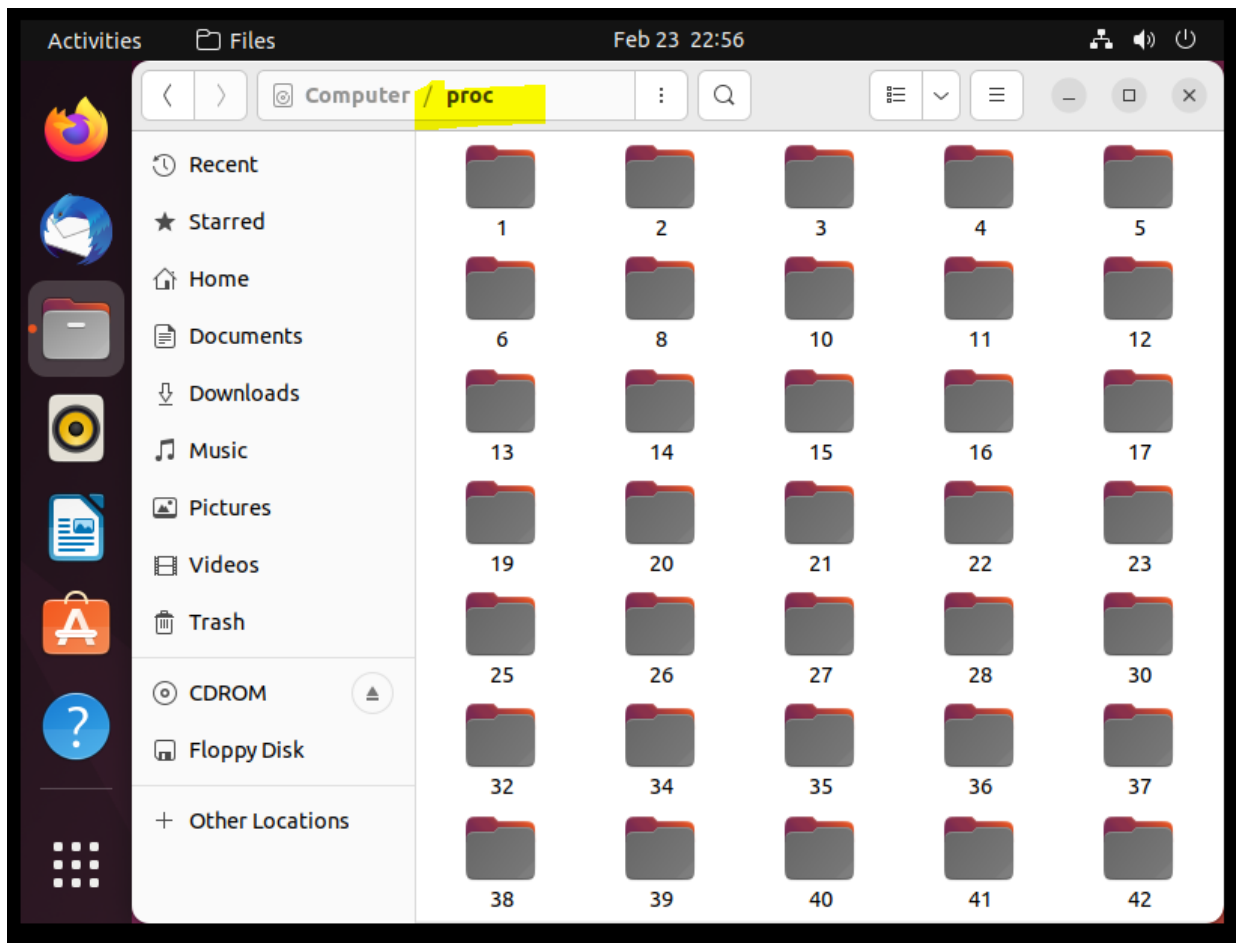 Activities Files Feb 23 22:56
Computer / proc
Recent
Starred
Home
Documents
Downloads
Music
Pictures
Videos
Trash
CDROM
Floppy Disk
+ Other Locations
1 2 3 4 5
6 8 10 11 12
13 14 15 16 17
19 20 21 22 23
25 26 27 28 30
32 34 35 36 37
38 39 40 41 42